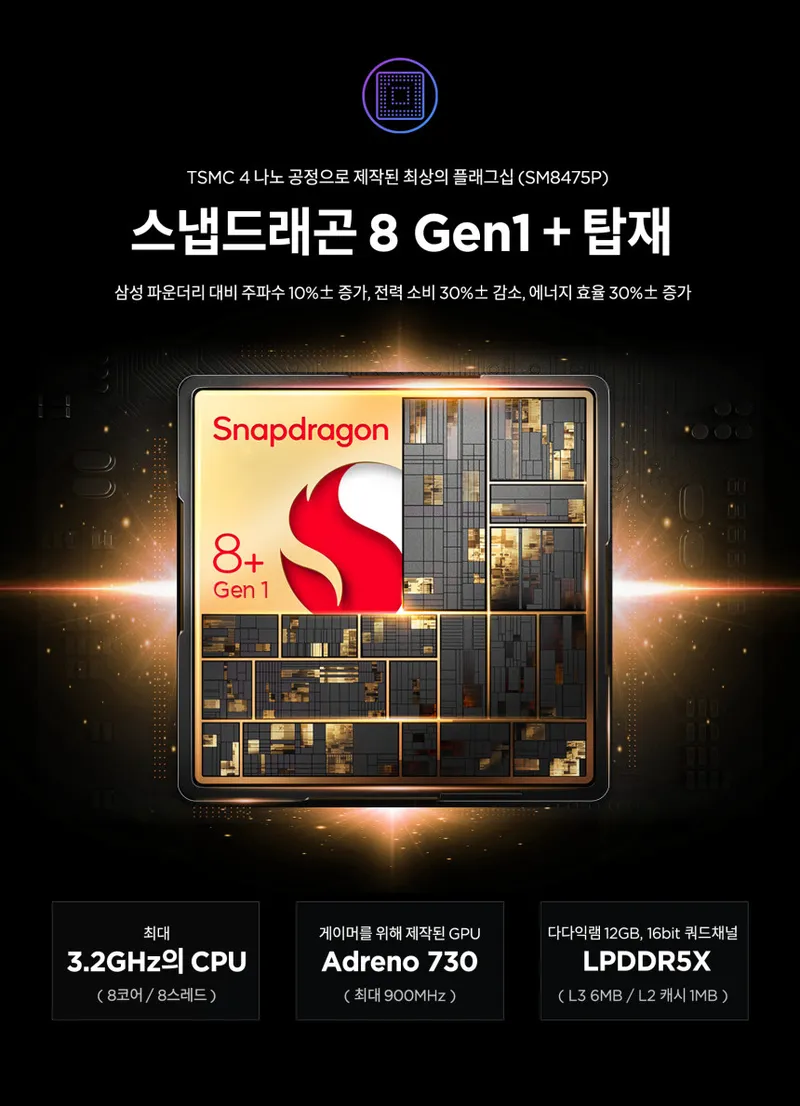 TSMC 4 나노 공정으로 제작된 최상의 플래그십 (SM8475P)
스냅드래곤 8 Gen1 + 탑재
삼성 파운더리 대비 주파수 10%± 증가, 전력 소비 30%± 감소, 에너지 효율 30%± 증가
Snapdragon
8+
Gen 1
최대
3.2GHz의 CPU
( 8코어 / 8스레드 )
게이머를 위해 제작된 GPU
Adreno 730
( 최대 900MHz )
다다익램 12GB, 16bit 쿼드채널
LPDDR5X
( L3 6MB / L2 캐시 1MB )